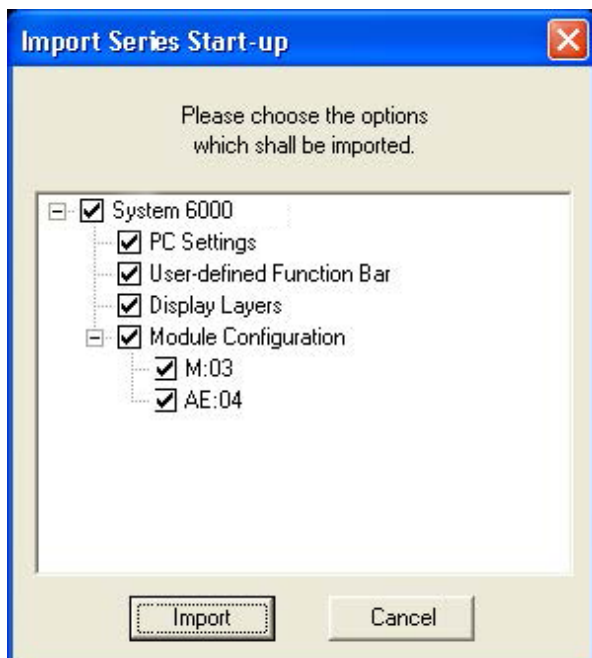 Import Series Start-up
Please choose the options
which shall be imported.
System 6000
PC Settings
User-defined Function Bar
Display Layers
Module Configuration
M:03
AE:04
Import
Cancel